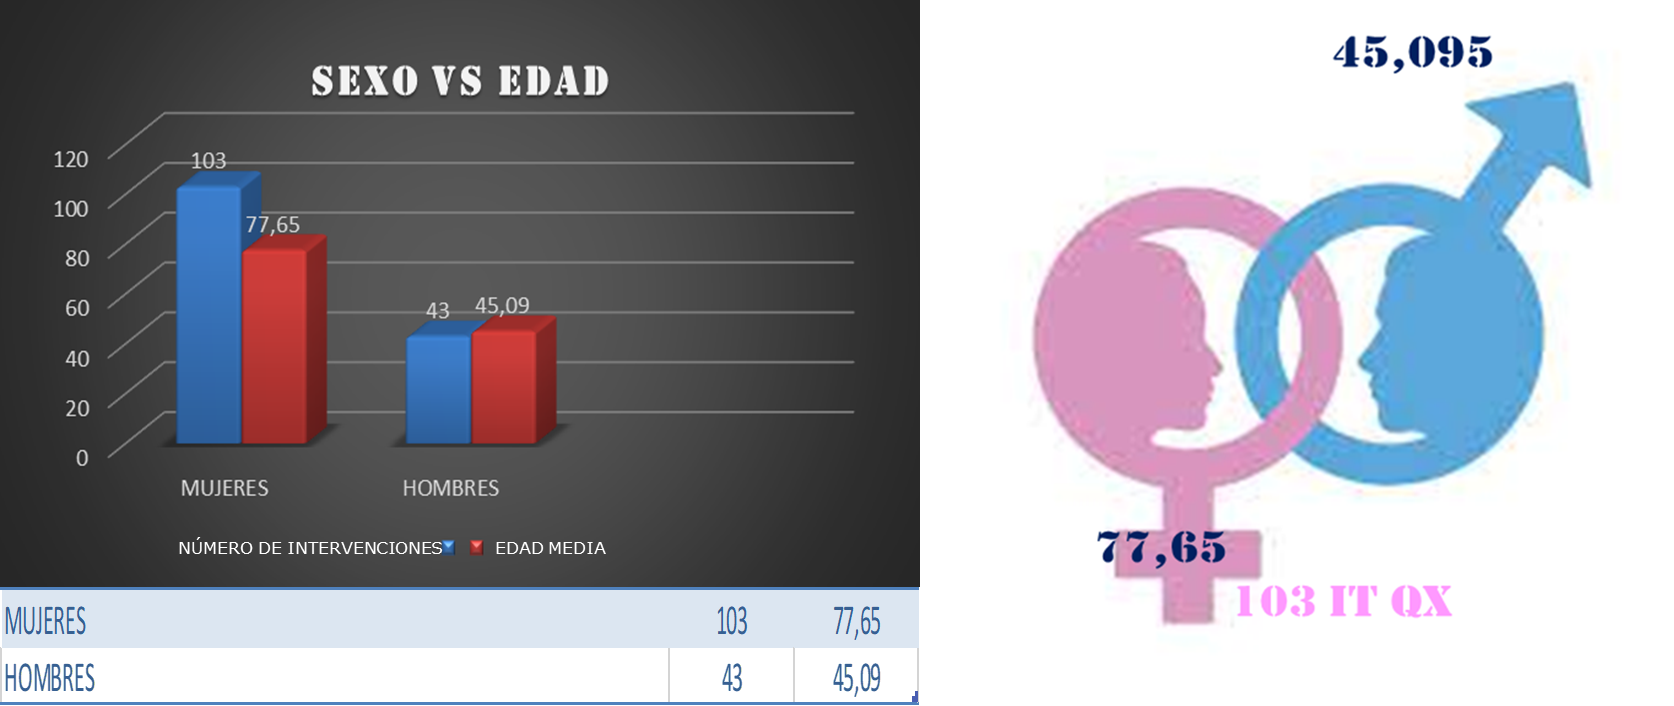 SEXO VS EDAD
120
100
80
60
40
20
0
103
77,65
43
45,09
MUJERES
HOMBRES
NÚMERO DE INTERVENCIONES
EDAD MEDIA
MUJERES 103 77,65
HOMBRES 43 45,09
45,095
77,65
103 IT QX